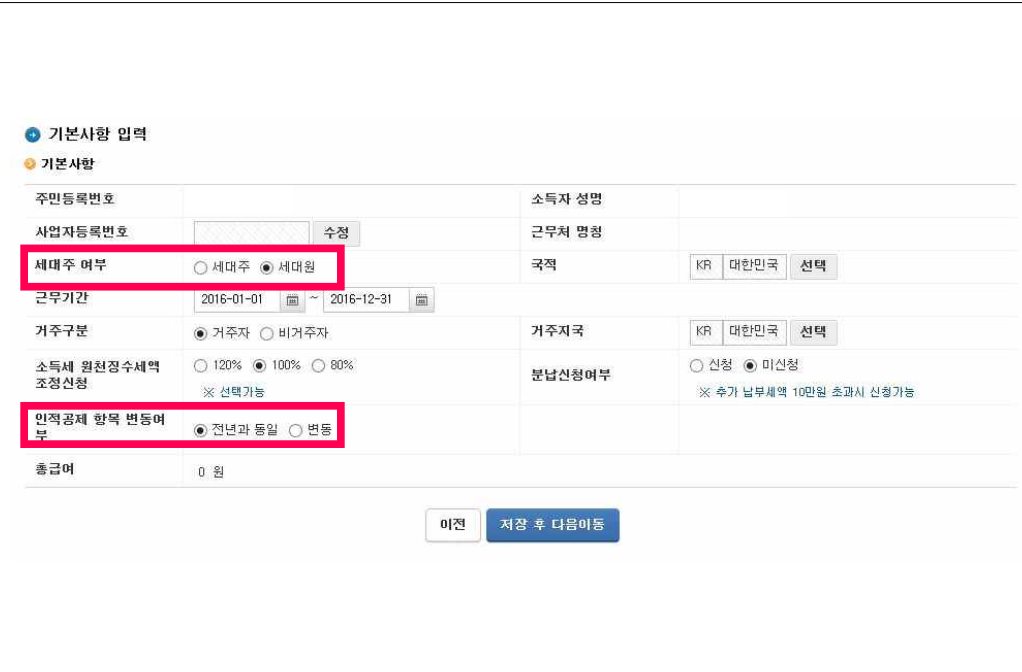 기본사항 입력
기본사항
주민등록번호 소득자 성명
사업자등록번호 수정 근무처 명칭
세대주 여부 세대주 세대원 국적 KR 대한민국 선택
근무기간 2016-01-01 ~ 2016-12-31
거주구분 거주자 비거주자 거주지국 KR 대한민국 선택
소득세 원천징수세액 120% 100% 80% 분납신청여부 신청 미신청
조정신청 ※ 선택가능 ※ 추가 납부세액 10만원 초과시 신청가능
인적공제 항목 변동여
부 전년과 동일 변동
총급여 0 원
이전 저장 후 다음이동